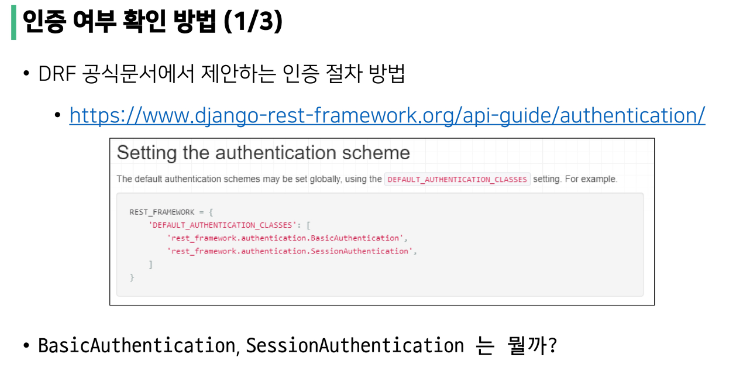 인증 여부 확인 방법 (1/3)
• DRF 공식문서에서 제안하는 인증 절차 방법
• https://www.django-rest-framework.org/api-guide/authentication/
Setting the authentication scheme
The default authentication schemes may be set globally, using the DEFAULT_AUTHENTICATION_CLASSES setting. For example.
REST_FRAMEWORK = {
'DEFAULT_AUTHENTICATION_CLASSES': [
'rest_framework.authentication.BasicAuthentication',
'rest_framework.authentication.SessionAuthentication',
]
}
• BasicAuthentication, SessionAuthentication 는 뭘까?